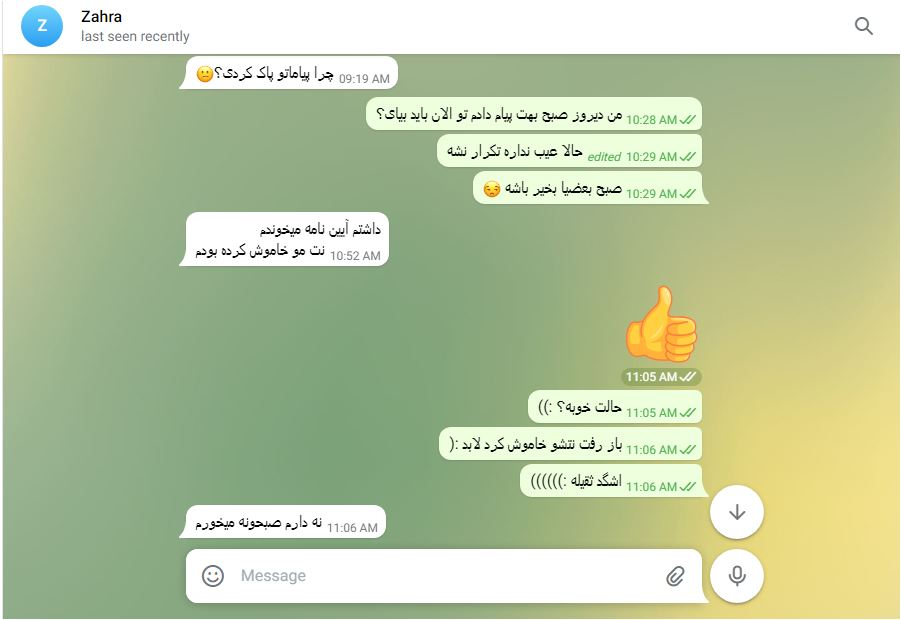 Z
Zahra
last seen recently
چرا پیاماتو پاک کردی؟😕 09:19 AM
من دیروز صبح بهت پیام دادم تو الان باید بیای؟ 10:28 AM
حالا عیب نداره تکرار نشه edited 10:29 AM
صبح بعضیا بخیر باشه 😒 10:29 AM
داشتم آیین نامه میخوندم
نت مو خاموش کرده بودم 10:52 AM
11:05 AM
حالت خوبه؟ :)) 11:05 AM
باز رفت نتشو خاموش کرد لابد :( 11:06 AM
اشگد ثقیله :)))))) 11:06 AM
نه دارم صبحونه میخورم 11:06 AM
Message